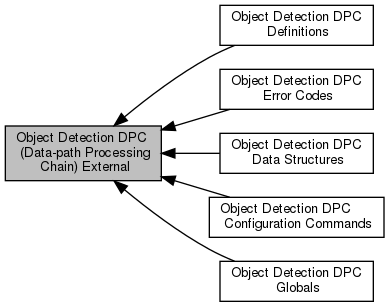 Object Detection DPC
Definitions
Object Detection DPC
Error Codes
Object Detection DPC
(Data-path Processing
Chain) External
Object Detection DPC
Data Structures
Object Detection DPC
Configuration Commands
Object Detection DPC
Globals